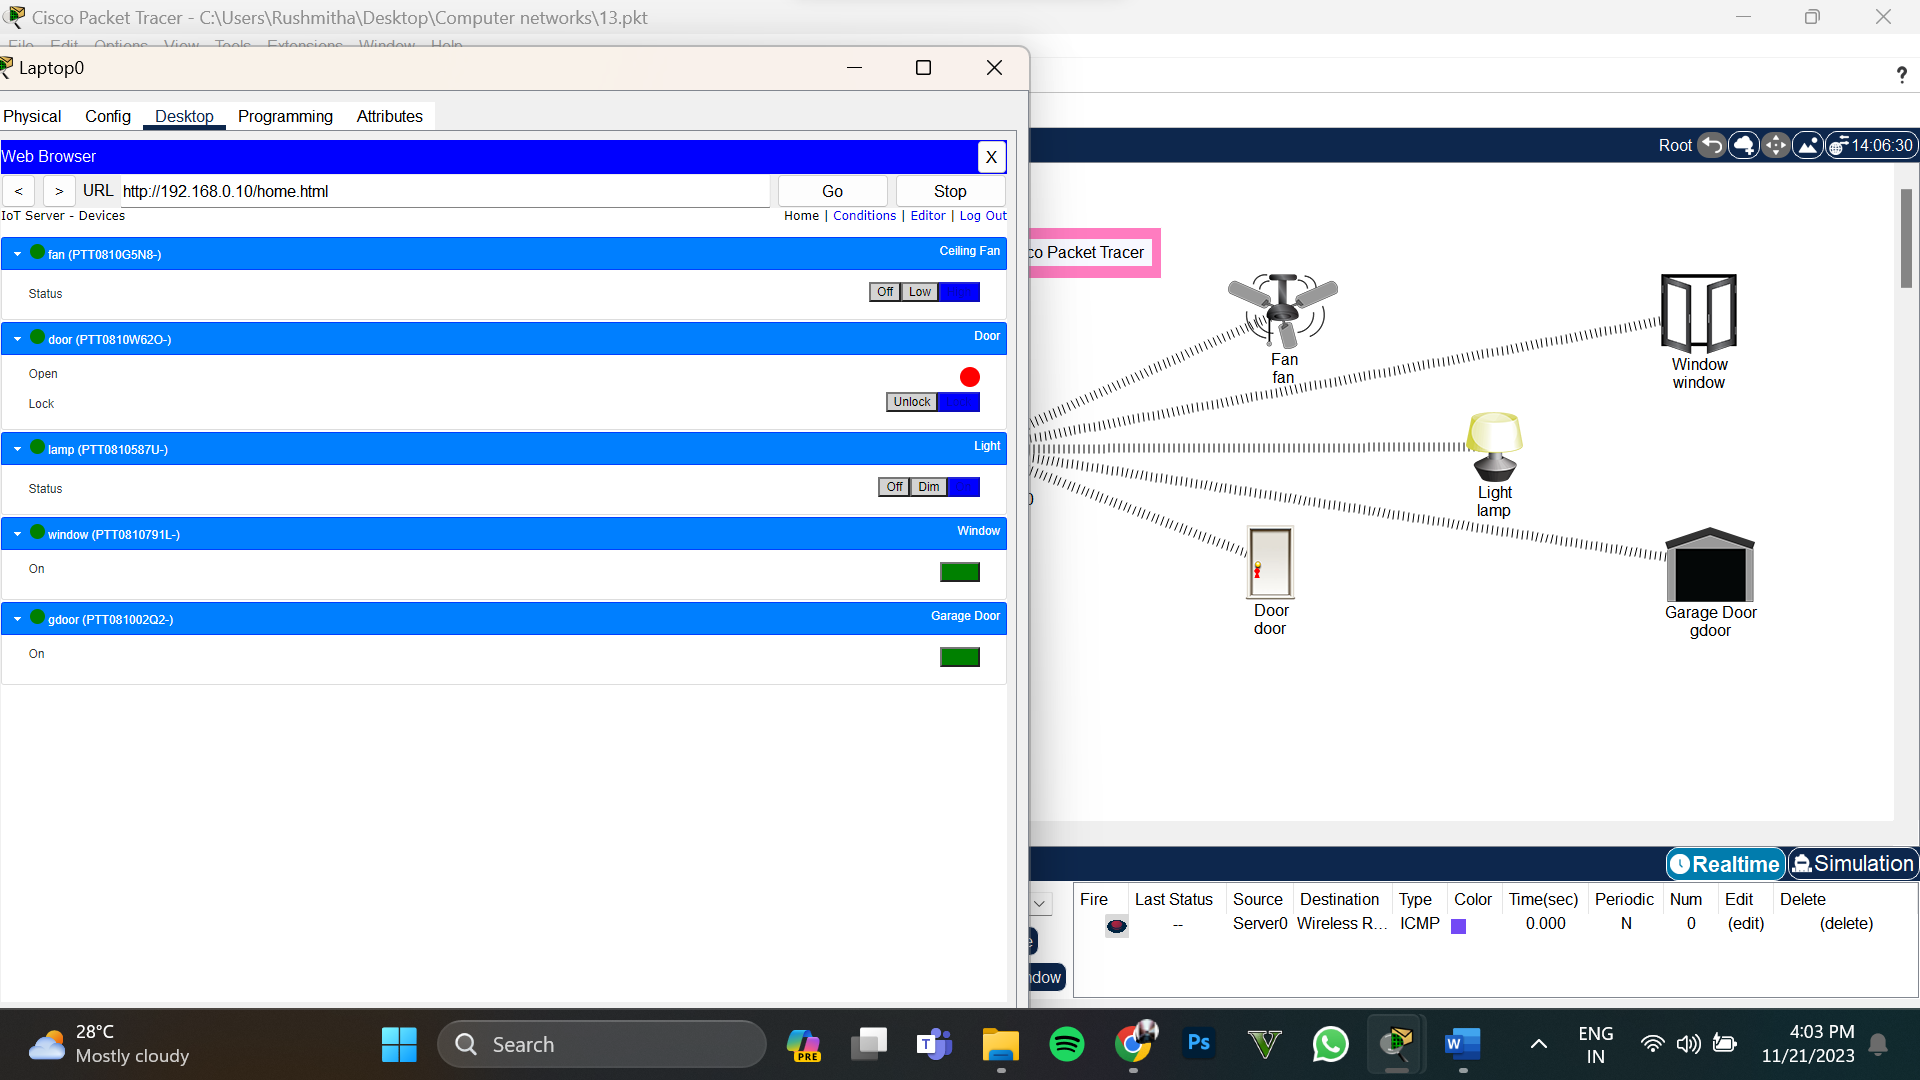 Cisco Packet Tracer - C:\Users\Rushmitha\Desktop\Computer networks\13.pkt
File Edit Options View Tools Extensions Window Help
Laptop0
?
Physical Config Desktop Programming Attributes
Web Browser X
< > URL http://192.168.0.10/home.html Go Stop
IoT Server - Devices Home | Conditions | Editor | Log Out
fan (PTT0810G5N8-) Ceiling Fan
Status Off Low
door (PTT0810W62O-) Door
Open
Lock Unlock
lamp (PTT0810587U-) Light
Status Off Dim
window (PTT0810791L-) Window
On
gdoor (PTT081002Q2-) Garage Door
On
Root 14:06:30
co Packet Tracer
Fan
fan
Window
window
Light
lamp
Door
door
Garage Door
gdoor
0
Realtime Simulation
Fire Last Status Source Destination Type Color Time(sec) Periodic Num Edit Delete
-- Server0 Wireless R... ICMP 0.000 N 0 (edit) (delete)
e
ndow
28°C
Mostly cloudy
Search
PRE
T
Ps
V
W
ENG
IN
4:03 PM
11/21/2023